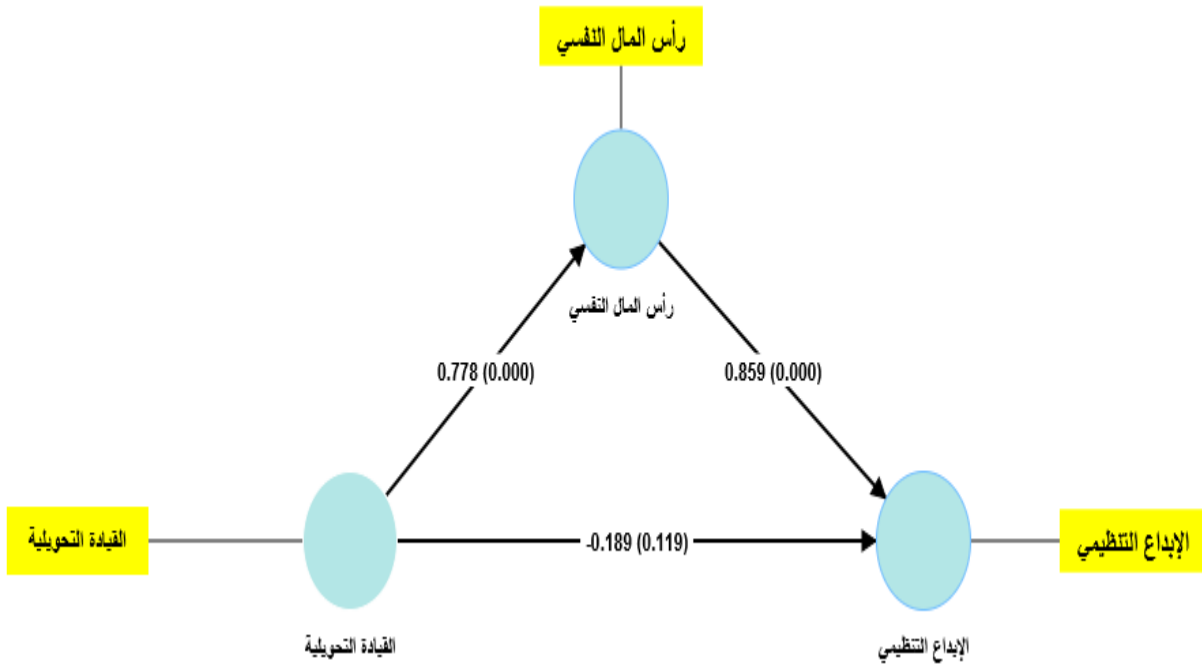 رأس المال النفسي
رأس المال النفسي
0.778 (0.000)
0.859 (0.000)
القيادة التحويلية
-0.189 (0.119)
الإبداع التنظيمي
القيادة التحويلية
الإبداع التنظيمي